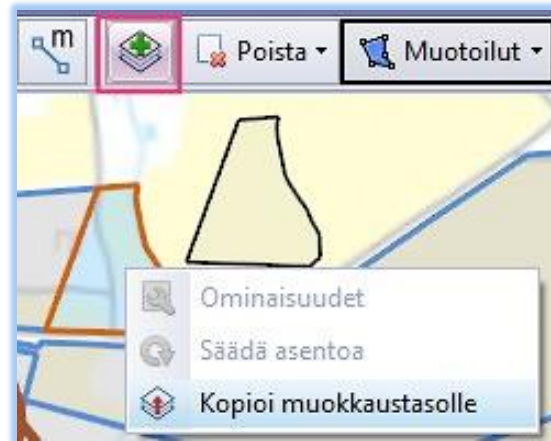 m
Poista
Muotoilut
Ominaisuudet
Säädä asentoa
Kopioi muokkaustasolle